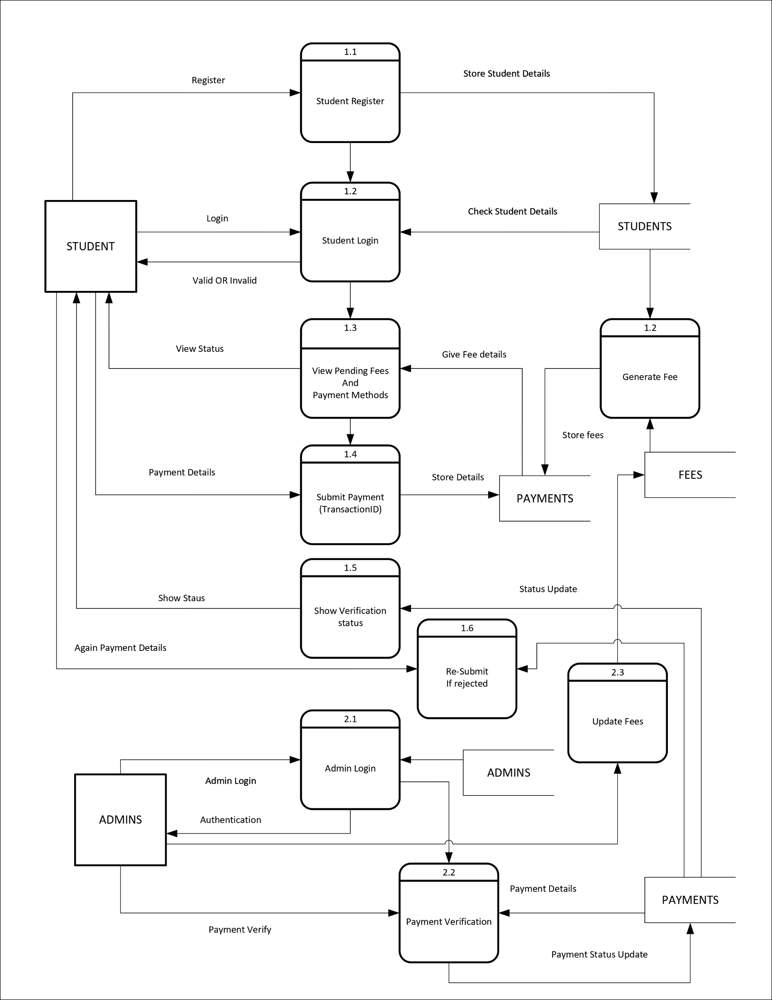 1.1
Student Register
Register
Store Student Details
1.2
Student Login
Login
Check Student Details
STUDENTS
STUDENT
Valid OR Invalid
1.3
View Pending Fees
And
Payment Methods
View Status
Give Fee details
1.2
Generate Fee
Store fees
1.4
Submit Payment
(TransactionID)
Payment Details
Store Details
PAYMENTS
FEES
1.5
Show Verification
status
Show Staus
Status Update
1.6
Re-Submit
If rejected
Again Payment Details
2.3
Update Fees
2.1
Admin Login
Admin Login
ADMINS
ADMINS
Authentication
2.2
Payment Verification
Payment Details
PAYMENTS
Payment Verify
Payment Status Update